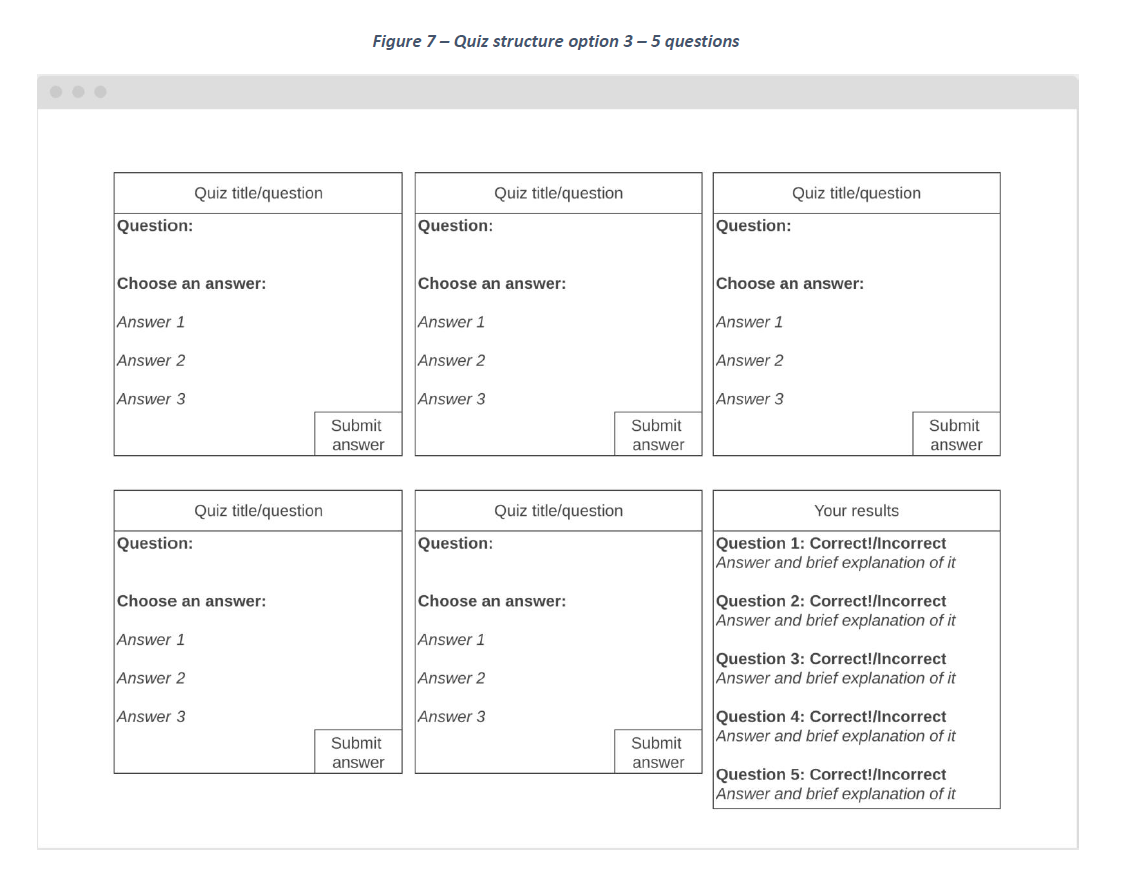 Figure 7 – Quiz structure option 3 – 5 questions
Quiz title/question
Question:
Choose an answer:
Answer 1
Answer 2
Answer 3
Submit
answer
Quiz title/question
Question:
Choose an answer:
Answer 1
Answer 2
Answer 3
Submit
answer
Quiz title/question
Question:
Choose an answer:
Answer 1
Answer 2
Answer 3
Submit
answer
Quiz title/question
Question:
Choose an answer:
Answer 1
Answer 2
Answer 3
Submit
answer
Quiz title/question
Question:
Choose an answer:
Answer 1
Answer 2
Answer 3
Submit
answer
Your results
Question 1: Correct!/Incorrect
Answer and brief explanation of it
Question 2: Correct!/Incorrect
Answer and brief explanation of it
Question 3: Correct!/Incorrect
Answer and brief explanation of it
Question 4: Correct!/Incorrect
Answer and brief explanation of it
Question 5: Correct!/Incorrect
Answer and brief explanation of it